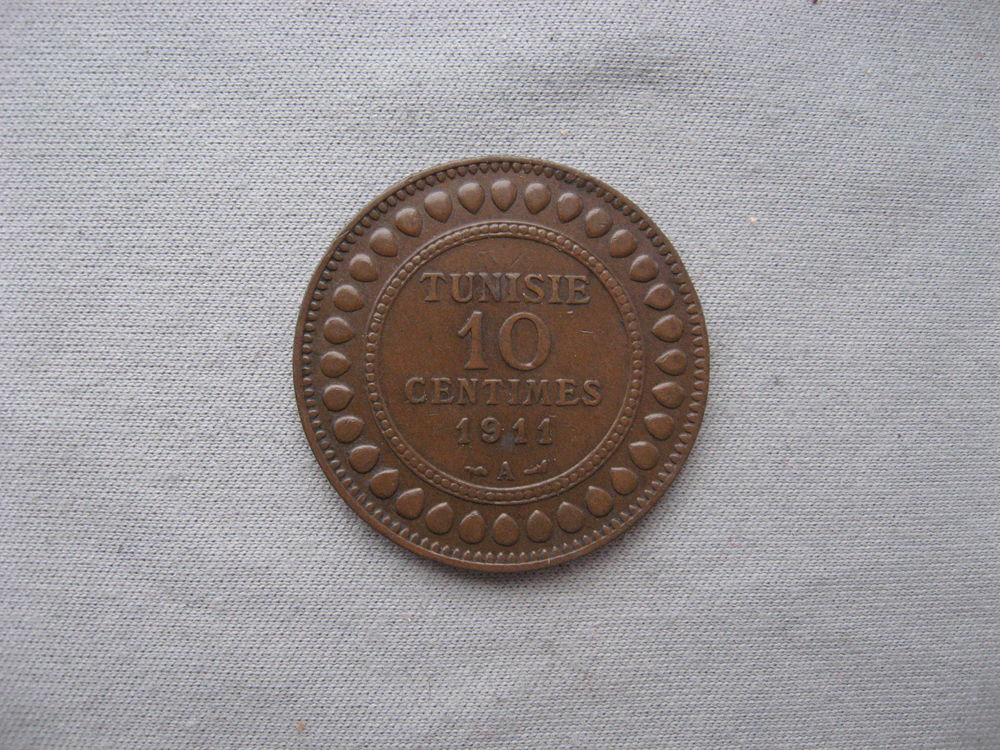 TUNISIE
10
CENTIMES
1911
A